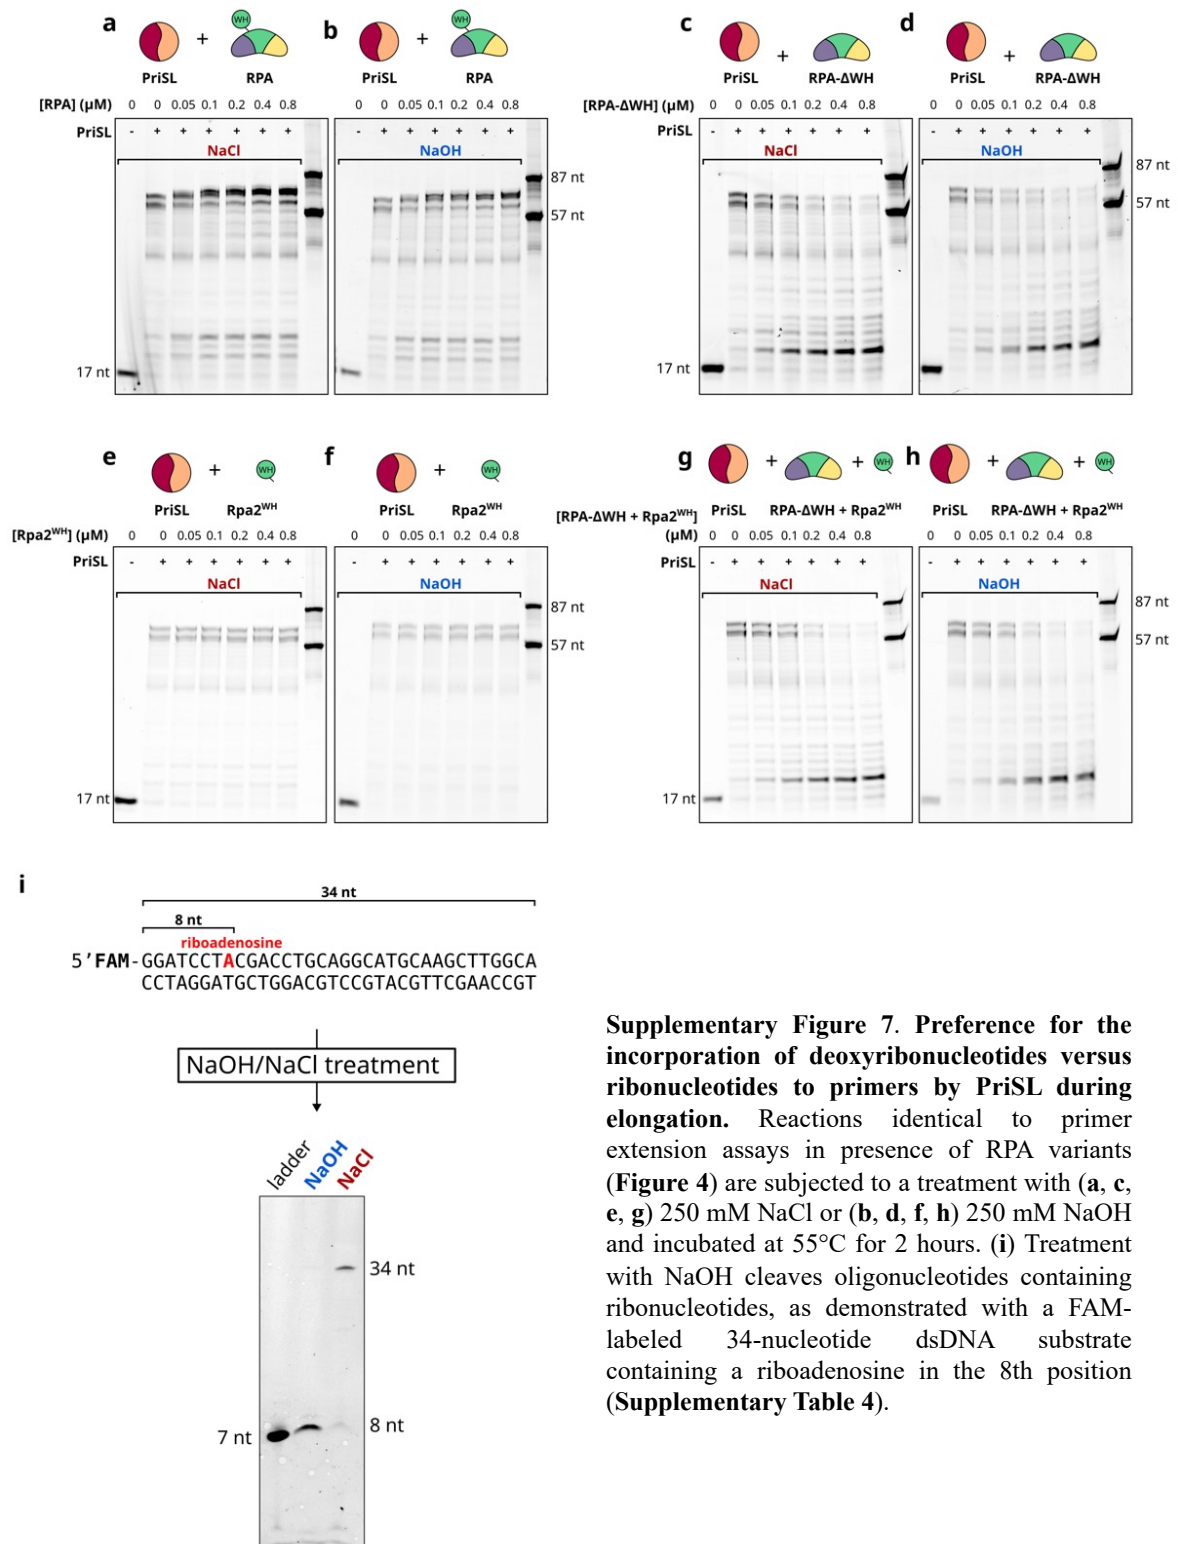 a
WH
PriSL + RPA
[RPA] (µM) 0 0 0.05 0.1 0.2 0.4 0.8
PriSL - + + + + + +
NaCl
17 nt
b
WH
PriSL + RPA
0 0 0.05 0.1 0.2 0.4 0.8
- + + + + + +
NaOH
87 nt
57 nt
c
PriSL + RPA-ΔWH
[RPA-ΔWH] (µM) 0 0 0.05 0.1 0.2 0.4 0.8
PriSL - + + + + + +
NaCl
17 nt
d
PriSL + RPA-ΔWH
0 0 0.05 0.1 0.2 0.4 0.8
- + + + + + +
NaOH
87 nt
57 nt
e
WH
PriSL + Rpa2WH
[Rpa2WH] (µM) 0 0 0.05 0.1 0.2 0.4 0.8
PriSL - + + + + + +
NaCl
17 nt
f
WH
PriSL + Rpa2WH
0 0 0.05 0.1 0.2 0.4 0.8
- + + + + + +
NaOH
87 nt
57 nt
g
+ + WH
PriSL RPA-ΔWH + Rpa2WH
[RPA-ΔWH + Rpa2WH]
(µM) 0 0 0.05 0.1 0.2 0.4 0.8
PriSL - + + + + + +
NaCl
17 nt
h
+ + WH
PriSL RPA-ΔWH + Rpa2WH
0 0 0.05 0.1 0.2 0.4 0.8
- + + + + + +
NaOH
87 nt
57 nt
i
34 nt
8 nt
riboadenosine
5'FAM-GGATCCTACGACCTGCAGGCATGCAAGCTTGGCA
CCTAGGATGCTGGACGTCCGTACGTTCGAACCGT
NaOH/NaCl treatment
ladder
NaOH
NaCl
34 nt
8 nt
7 nt
Supplementary Figure 7. Preference for the
incorporation of deoxyribonucleotides versus
ribonucleotides to primers by PriSL during
elongation. Reactions identical to primer
extension assays in presence of RPA variants
(Figure 4) are subjected to a treatment with (a, c,
e, g) 250 mM NaCl or (b, d, f, h) 250 mM NaOH
and incubated at 55°C for 2 hours. (i) Treatment
with NaOH cleaves oligonucleotides containing
ribonucleotides, as demonstrated with a FAM-
labeled 34-nucleotide dsDNA substrate
containing a riboadenosine in the 8th position
(Supplementary Table 4).